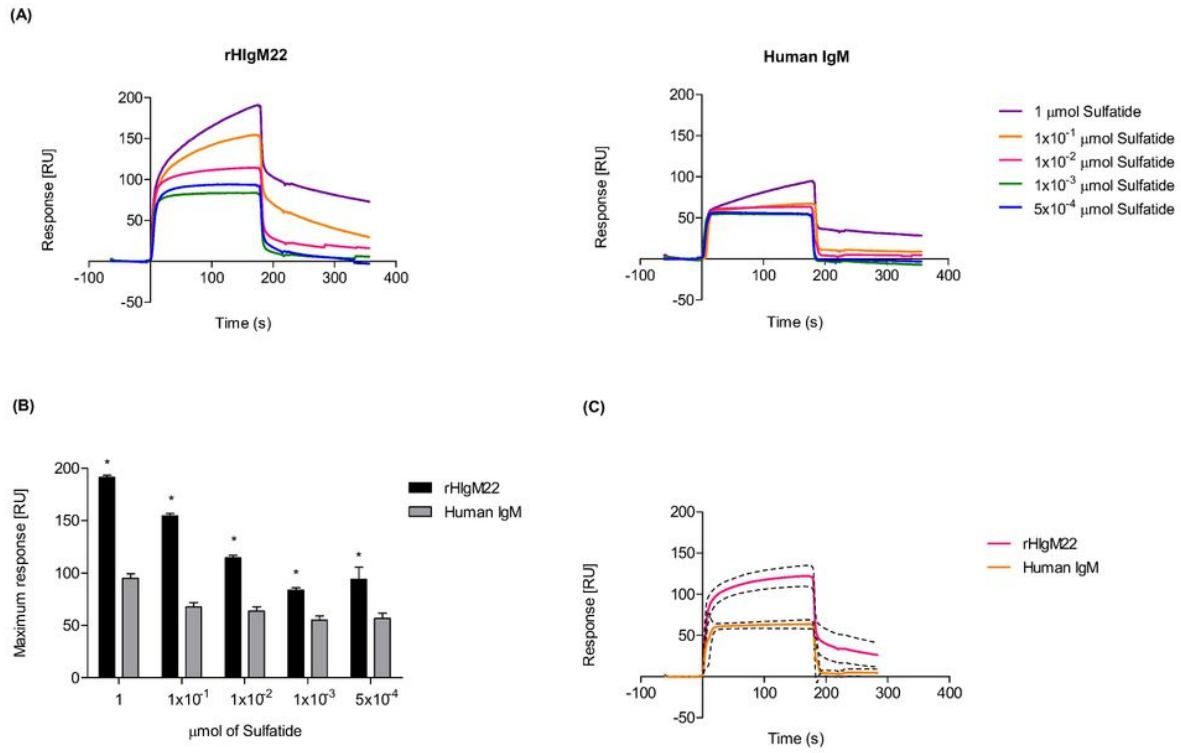 (A)
rHIgM22
Human IgM
200
150
100
50
-50
-100
100
200
300
400
Response [RU]
Time (s)
200
150
100
50
-50
-100
100
200
300
400
Response [RU]
Time (s)
1 µmol Sulfatide
1x10⁻¹ µmol Sulfatide
1x10⁻² µmol Sulfatide
1x10⁻³ µmol Sulfatide
5x10⁻⁴ µmol Sulfatide
(B)
200
150
100
50
0
Maximum response [RU]
*
*
*
*
*
1
1x10⁻¹
1x10⁻²
1x10⁻³
5x10⁻⁴
µmol of Sulfatide
rHIgM22
Human IgM
(C)
200
150
100
50
-50
-100
100
200
300
400
Response [RU]
Time (s)
rHIgM22
Human IgM